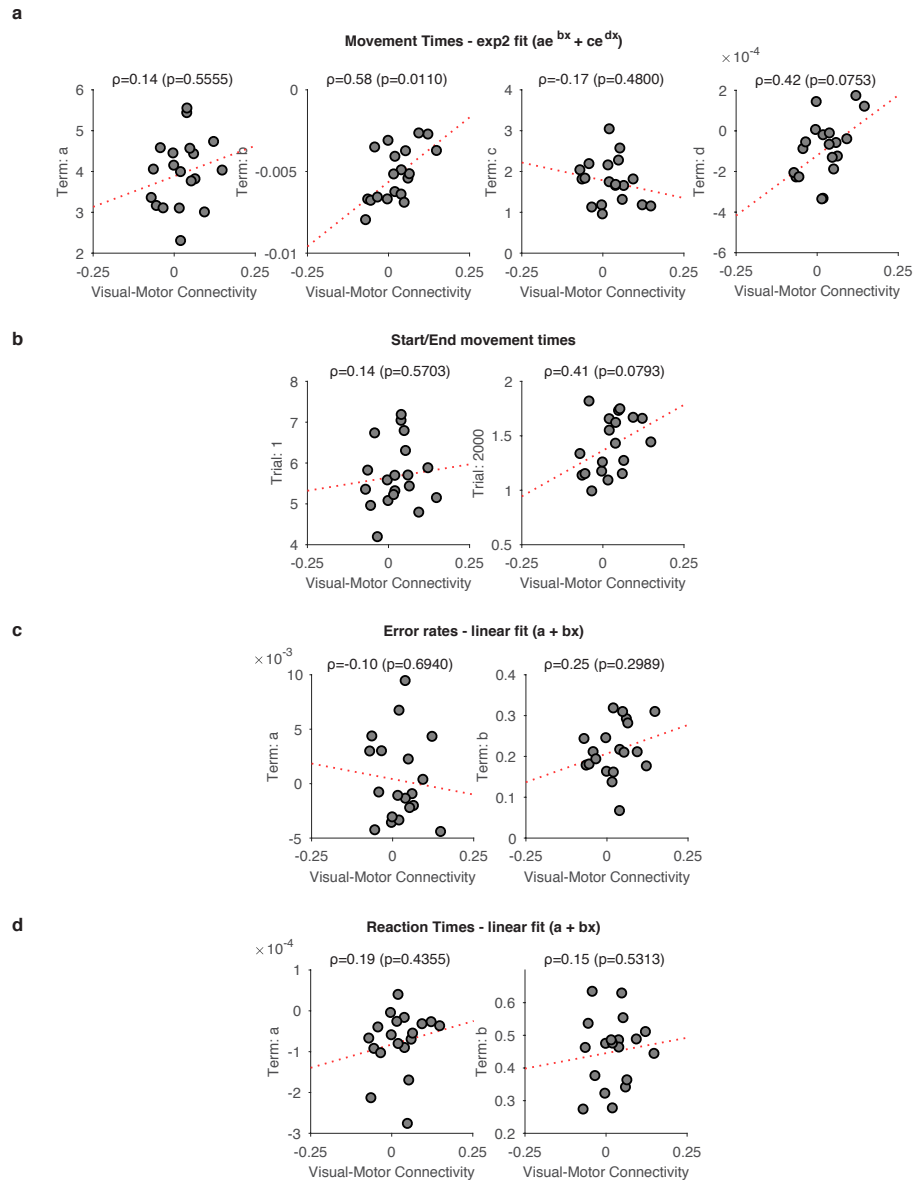 a
Movement Times - exp2 fit (ae^bx + ce^dx)
ρ=0.14 (p=0.5555)
6
5
4
3
2
Term: a
-0.25 0 0.25
Visual-Motor Connectivity
ρ=0.58 (p=0.0110)
0
-0.005
-0.01
Term: b
-0.25 0 0.25
Visual-Motor Connectivity
ρ=-0.17 (p=0.4800)
4
3
2
1
0
Term: c
-0.25 0 0.25
Visual-Motor Connectivity
×10^-4
ρ=0.42 (p=0.0753)
2
0
-2
-4
-6
Term: d
-0.25 0 0.25
Visual-Motor Connectivity
b
Start/End movement times
ρ=0.14 (p=0.5703)
8
7
6
5
4
Trial: 1
-0.25 0 0.25
Visual-Motor Connectivity
ρ=0.41 (p=0.0793)
2
1.5
1
0.5
Trial: 2000
-0.25 0 0.25
Visual-Motor Connectivity
c
Error rates - linear fit (a + bx)
×10^-3
ρ=-0.10 (p=0.6940)
10
5
0
-5
Term: a
-0.25 0 0.25
Visual-Motor Connectivity
ρ=0.25 (p=0.2989)
0.4
0.3
0.2
0.1
0
Term: b
-0.25 0 0.25
Visual-Motor Connectivity
d
Reaction Times - linear fit (a + bx)
×10^-4
ρ=0.19 (p=0.4355)
1
0
-1
-2
-3
Term: a
-0.25 0 0.25
Visual-Motor Connectivity
ρ=0.15 (p=0.5313)
0.6
0.5
0.4
0.3
0.2
Term: b
-0.25 0 0.25
Visual-Motor Connectivity